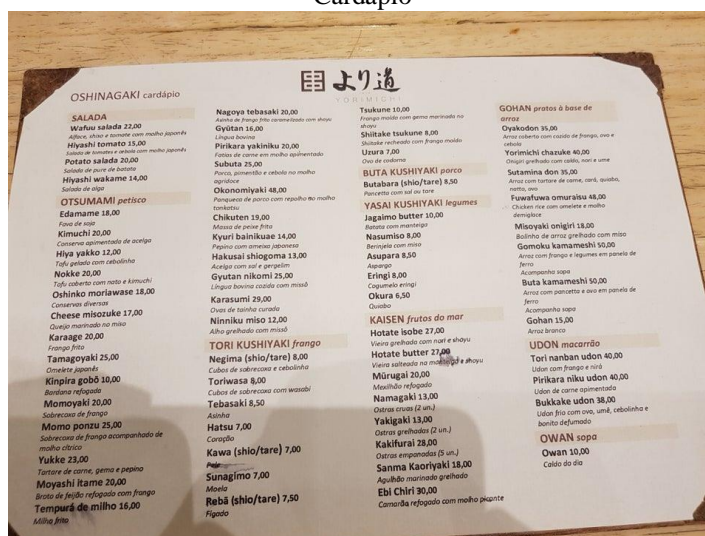 Cardápio
より道
YORIMICHI
OSHINAGAKI cardápio
SALADA
Wafuu salada 22,00
Alface, shiso e tomate com molho japonês
Hiyashi tomato 15,00
Salada de tomates e cebola com molho japonês
Potato salada 20,00
Salada de pure de batata
Hiyashi wakame 14,00
Salada de alga
OTSUMAMI petisco
Edamame 18,00
Fava de soja
Kimuchi 20,00
Conserva apimentada de acelga
Hiya yakko 12,00
Tofu gelado com cebolinha
Nokke 20,00
Tofu coberto com nato e kimuchi
Oshinko moriawase 18,00
Conservas diversas
Cheese misozuke 17,00
Queijo marinado no miso
Karaage 20,00
Frango frito
Tamagoyaki 25,00
Omelete japonês
Kinpira gobô 10,00
Bardana refogada
Momoyaki 20,00
Sobrecoxa de frango
Momo ponzu 25,00
Sobrecoxa de frango acompanhado de
molho cítrico
Yukke 23,00
Tartare de carne, gema e pepino
Moyashi itame 20,00
Broto de feijão refogado com frango
Tempurá de milho 16,00
Milho frito
Nagoya tebasaki 20,00
Asinha de frango frito caramelizada com shoyu
Gyûtan 16,00
Língua bovina
Pirikara yakiniku 20,00
Fatias de carne em molho apimentado
Subuta 25,00
Porco, pimentão e cebola no molho
agridoce
Okonomiyaki 48,00
Panqueca de porco com repolho ao molho
tonkatsu
Chikuten 19,00
Massa de peixe frita
Kyuri bainikuae 14,00
Pepino com ameixa japonesa
Hakusai shiogoma 13,00
Acelga com sal e gergelim
Gyutan nikomi 25,00
Língua bovina cozida com missô
Karasumi 29,00
Ovas de tainha curada
Ninniku miso 12,00
Alho grelhado com missô
TORI KUSHIYAKI frango
Negima (shio/tare) 8,00
Cubos de sobrecoxa e cebolinha
Toriwasa 8,00
Cubos de sobrecoxa com wasabi
Tebasaki 8,50
Asinha
Hatsu 7,00
Coração
Kawa (shio/tare) 7,00
Sunagimo 7,00
Moela
Rebâ (shio/tare) 7,50
Fígado
Tsukune 10,00
Frango moído com gema marinada no
shoyu
Shiitake tsukune 8,00
Shiitake recheado com frango moído
Uzura 7,00
Ovo de codorna
BUTA KUSHIYAKI porco
Butabara (shio/tare) 8,50
Pancetta com sal ou tare
YASAI KUSHIYAKI legumes
Jagaimo butter 10,00
Batata com manteiga
Nasumiso 8,00
Berinjela com miso
Asupara 8,50
Aspargo
Eringi 8,00
Cogumelo eringi
Okura 6,50
Quiabo
KAISEN frutos do mar
Hotate isobe 27,00
Vieira grelhada com nori e shoyu
Hotate butter 27,00
Vieira salteada na manteiga e shoyu
Mûrugai 20,00
Mexilhão refogado
Namagaki 13,00
Ostras cruas (2 un.)
Yakigaki 13,00
Ostras grelhadas (2 un.)
Kakifurai 28,00
Ostras empanadas (5 un.)
Sanma Kaoriyaki 18,00
Agulhão marinado grelhado
Ebi Chiri 30,00
Camarão refogado com molho picante
GOHAN pratos à base de
arroz
Oyakodon 35,00
Arroz coberto com cozido de frango, ovo e
cebola
Yorimichi chazuke 40,00
Onigiri grelhado com caldo, nori e ume
Sutamina don 35,00
Arroz com tartare de carne, cará, quiabo,
natto, ovo
Fuwafuwa omuraisu 48,00
Chicken rice com omelete e molho
demiglace
Misoyaki onigiri 18,00
Bolinho de arroz grelhado com miso
Gomoku kamameshi 50,00
Arroz com frango e legumes em panela de
ferro
Acompanha sopa
Buta kamameshi 50,00
Arroz com pancetta e ovo em panela de
ferro
Acompanha sopa
Gohan 15,00
Arroz branco
UDON macarrão
Tori nanban udon 40,00
Udon com frango e nirá
Pirikara niku udon 40,00
Udon de carne apimentada
Bukkake udon 38,00
Udon frio com ovo, umê, cebolinha e
bonito defumado
OWAN sopa
Owan 10,00
Caldo do dia